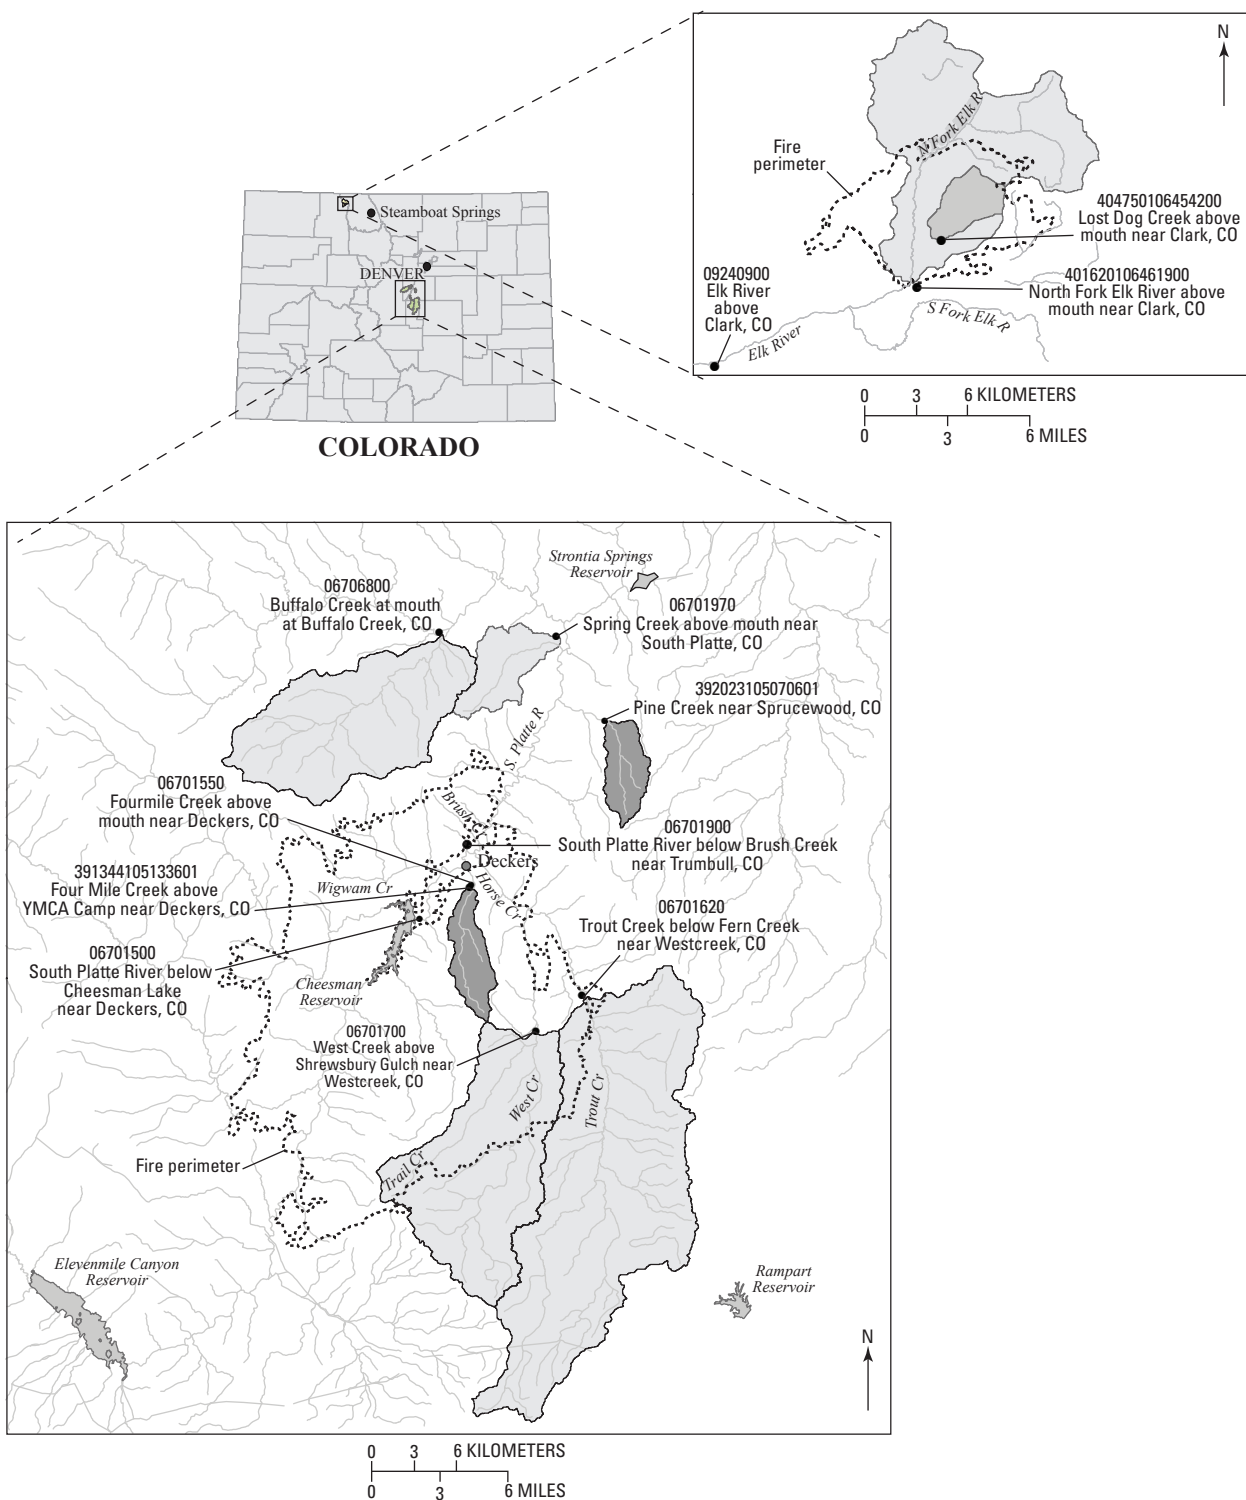 N
N Fork Elk R
Fire
perimeter
404750106454200
Lost Dog Creek above
mouth near Clark, CO
401620106461900
North Fork Elk River above
mouth near Clark, CO
09240900
Elk River
above
Clark, CO
S Fork Elk R
Elk River
0 3 6 KILOMETERS
0 3 6 MILES
Steamboat Springs
DENVER
COLORADO
Strontia Springs
Reservoir
06706800
Buffalo Creek at mouth
at Buffalo Creek, CO
06701970
Spring Creek above mouth near
South Platte, CO
392023105070601
Pine Creek near Sprucewood, CO
S. Platte R
06701550
Fourmile Creek above
mouth near Deckers, CO
Brush Cr
06701900
South Platte River below Brush Creek
near Trumbull, CO
Deckers
391344105133601
Four Mile Creek above
YMCA Camp near Deckers, CO
Wigwam Cr
Horse Cr
06701620
Trout Creek below Fern Creek
near Westcreek, CO
06701500
South Platte River below
Cheesman Lake
near Deckers, CO
Cheesman
Reservoir
06701700
West Creek above
Shrewsbury Gulch near
Westcreek, CO
West Cr
Trout Cr
Fire perimeter
Trail Cr
Elevenmile Canyon
Reservoir
Rampart
Reservoir
N
0 3 6 KILOMETERS
0 3 6 MILES